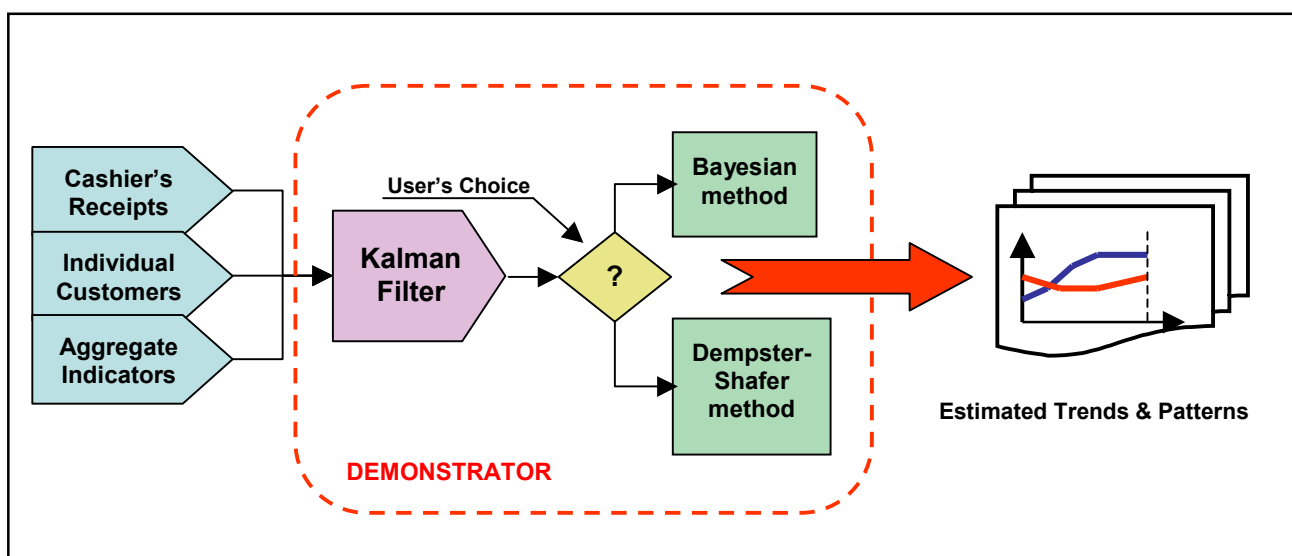 Cashier's
Receipts
Individual
Customers
Aggregate
Indicators
User's Choice
Kalman
Filter
?
Bayesian
method
Dempster-
Shafer
method
DEMONSTRATOR
Estimated Trends & Patterns